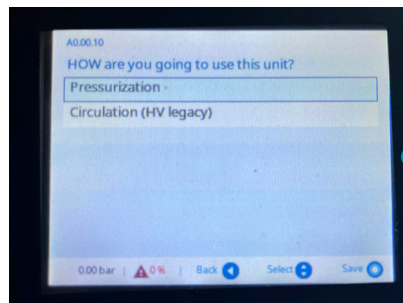 A0.00.10
HOW are you going to use this unit?
Pressurization
Circulation (HV legacy)
0.00 bar | 0% | Back Select Save